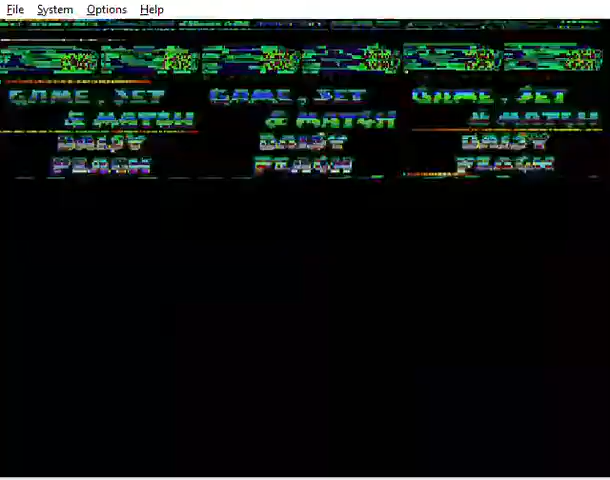 File System Options Help
GAME, SET GAME, SET GAME, SET
& MATCH & MATCH & MATCH
DAISY DAISY DAISY
PEACH PEACH PEACH